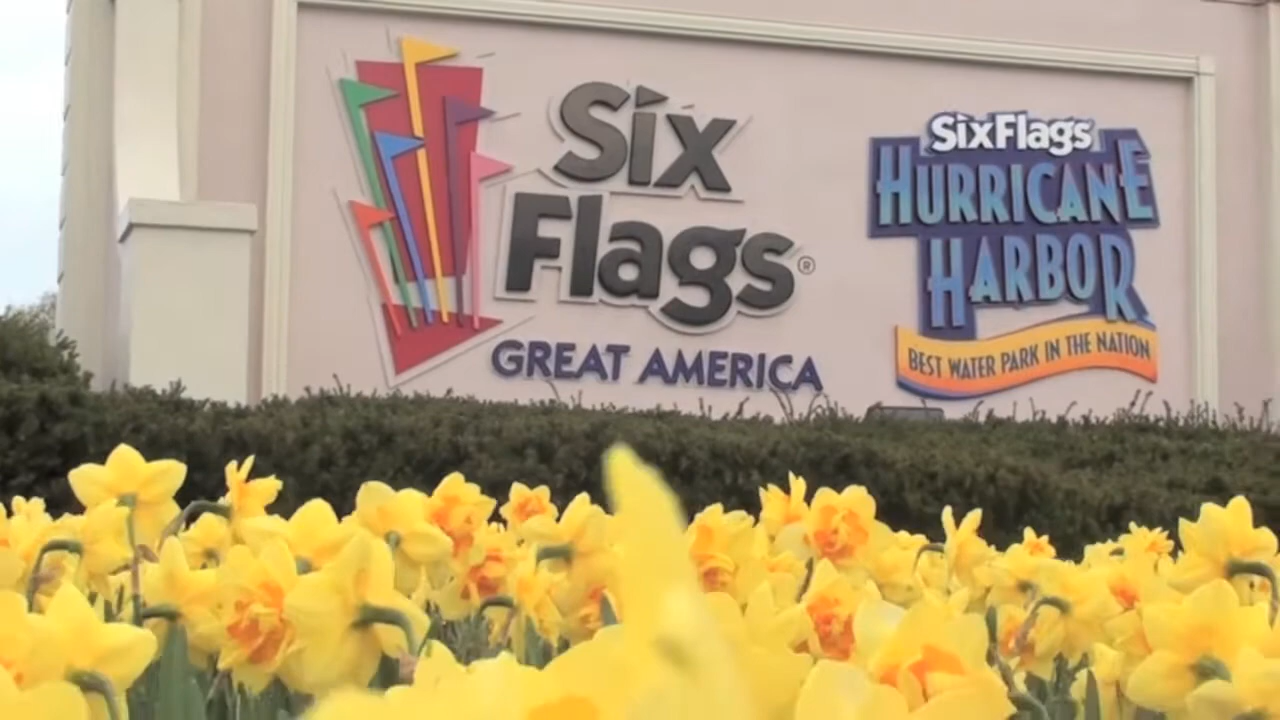 Six
Flags®
GREAT AMERICA
SixFlags
HURRICANE
HARBOR
BEST WATER PARK IN THE NATION